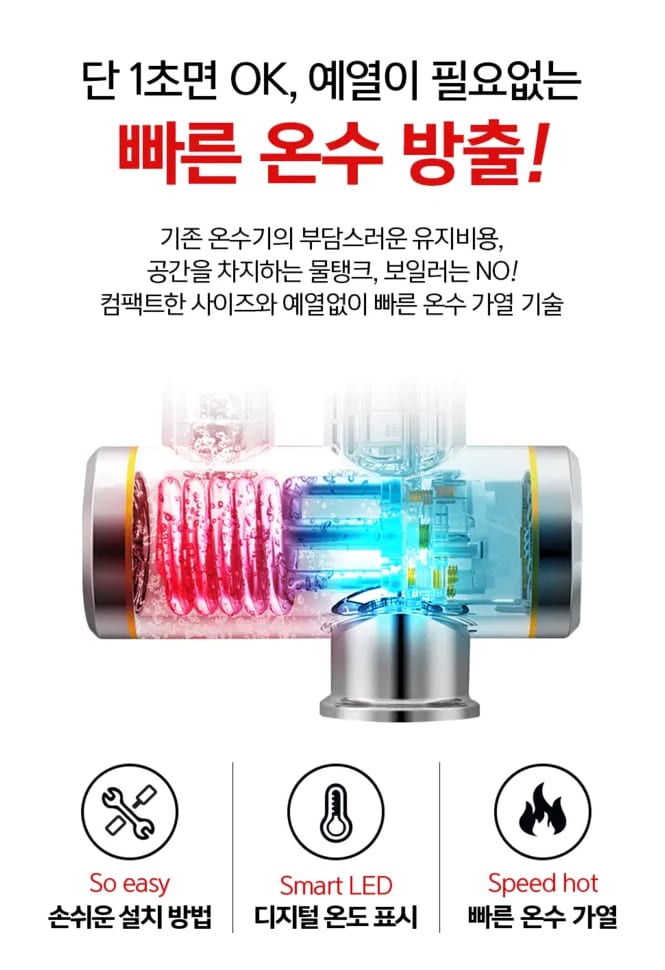 단 1초면 OK, 예열이 필요없는
빠른 온수 방출!
기존 온수기의 부담스러운 유지비용,
공간을 차지하는 물탱크, 보일러는 NO!
컴팩트한 사이즈와 예열없이 빠른 온수 가열 기술
So easy
손쉬운 설치 방법
Smart LED
디지털 온도 표시
Speed hot
빠른 온수 가열